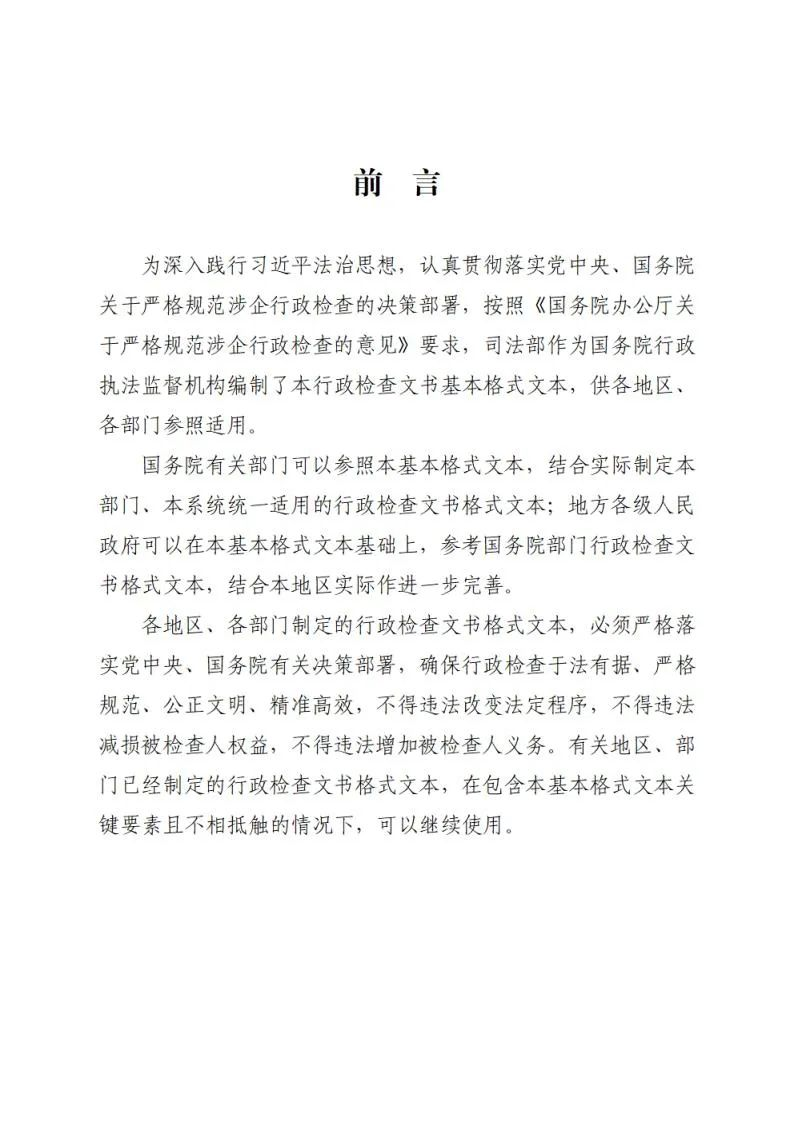 前 言
为深入践行习近平法治思想，认真贯彻落实党中央、国务院
关于严格规范涉企行政检查的决策部署，按照《国务院办公厅关
于严格规范涉企行政检查的意见》要求，司法部作为国务院行政
执法监督机构编制了本行政检查文书基本格式文本，供各地区、
各部门参照适用。
国务院有关部门可以参照本基本格式文本，结合实际制定本
部门、本系统统一适用的行政检查文书格式文本；地方各级人民
政府可以在本基本格式文本基础上，参考国务院部门行政检查文
书格式文本，结合本地区实际作进一步完善。
各地区、各部门制定的行政检查文书格式文本，必须严格落
实党中央、国务院有关决策部署，确保行政检查于法有据、严格
规范、公正文明、精准高效，不得违法改变法定程序，不得违法
减损被检查人权益，不得违法增加被检查人义务。有关地区、部
门已经制定的行政检查文书格式文本，在包含本基本格式文本关
键要素且不相抵触的情况下，可以继续使用。